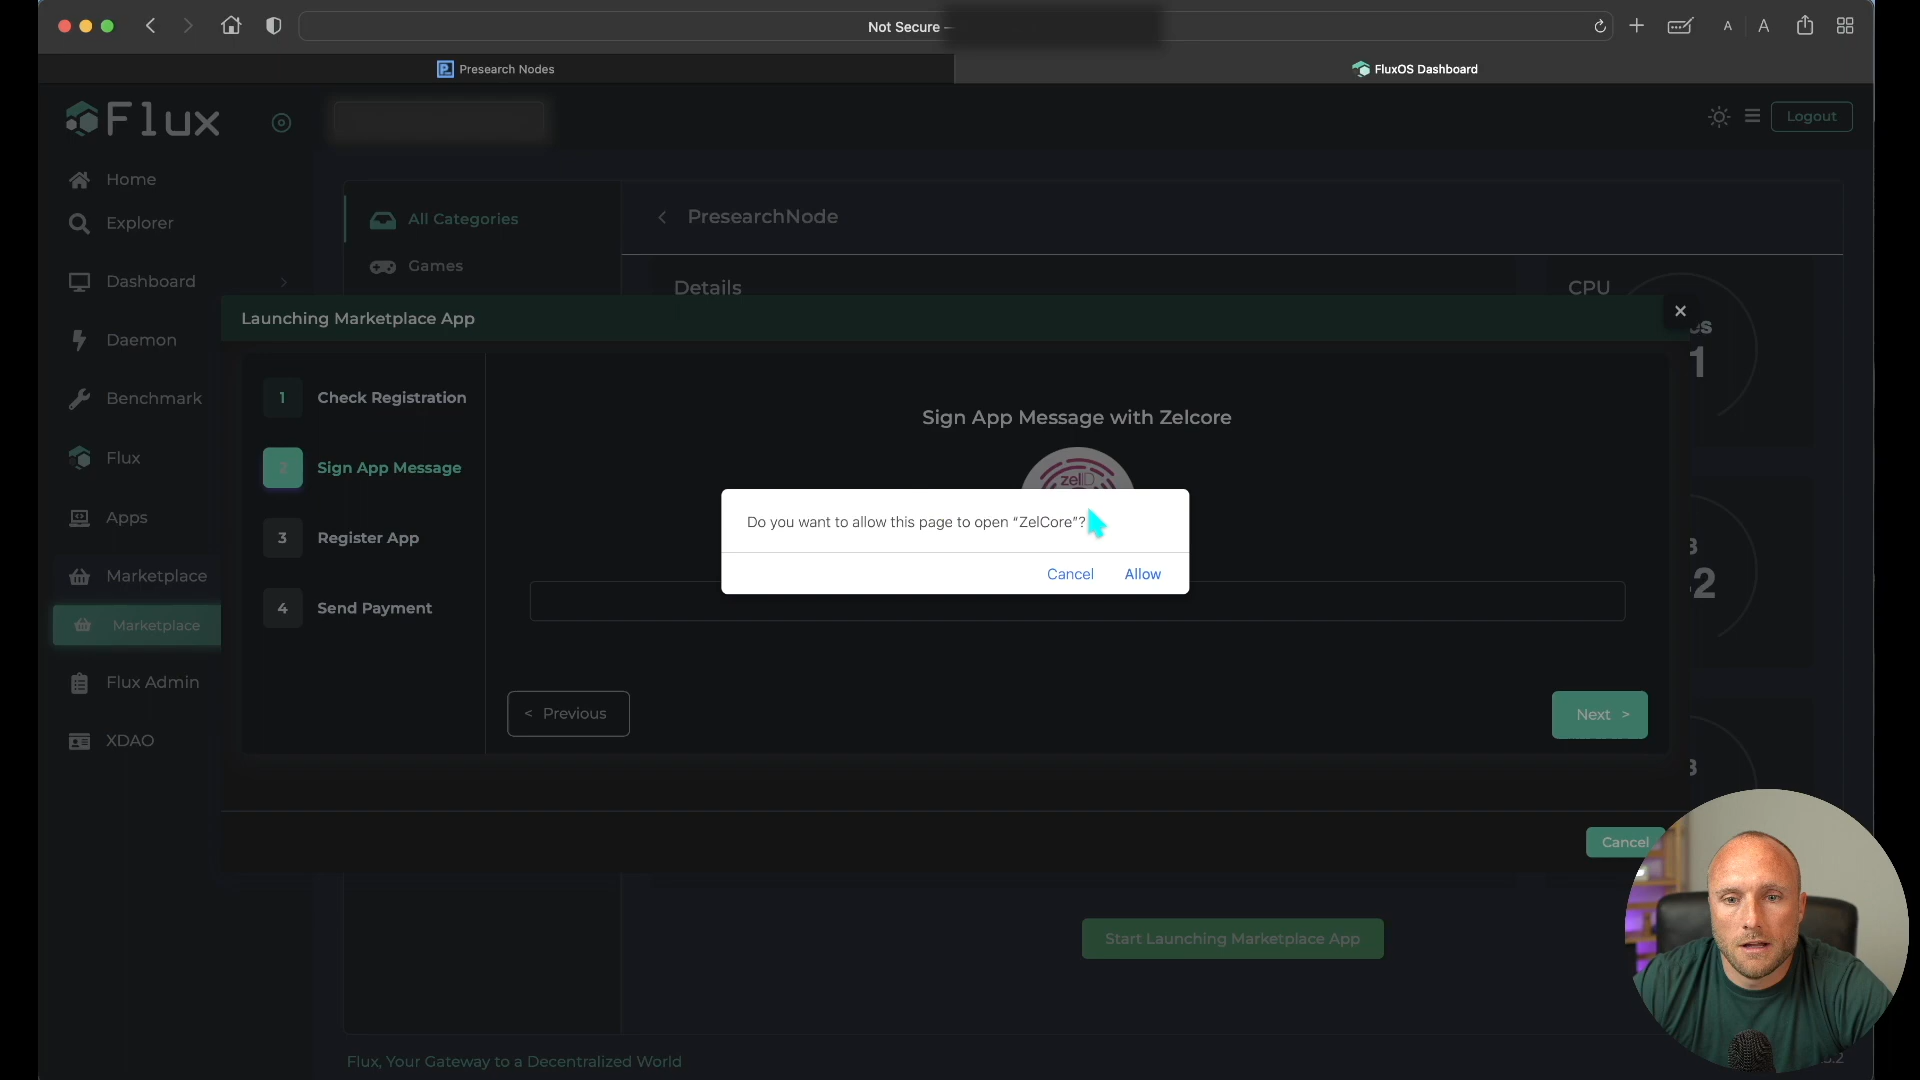 Not Secure —
Presearch Nodes
FluxOS Dashboard
Flux
Logout
Home
Explorer
Dashboard
Daemon
Benchmark
Flux
Apps
Marketplace
Marketplace
Flux Admin
XDAO
All Categories
Games
PresearchNode
Details
CPU
Launching Marketplace App
1 Check Registration
2 Sign App Message
3 Register App
4 Send Payment
Sign App Message with Zelcore
zelID
Do you want to allow this page to open “ZelCore”?
Cancel Allow
< Previous
Next >
Cancel
Start Launching Marketplace App
Flux, Your Gateway to a Decentralized World